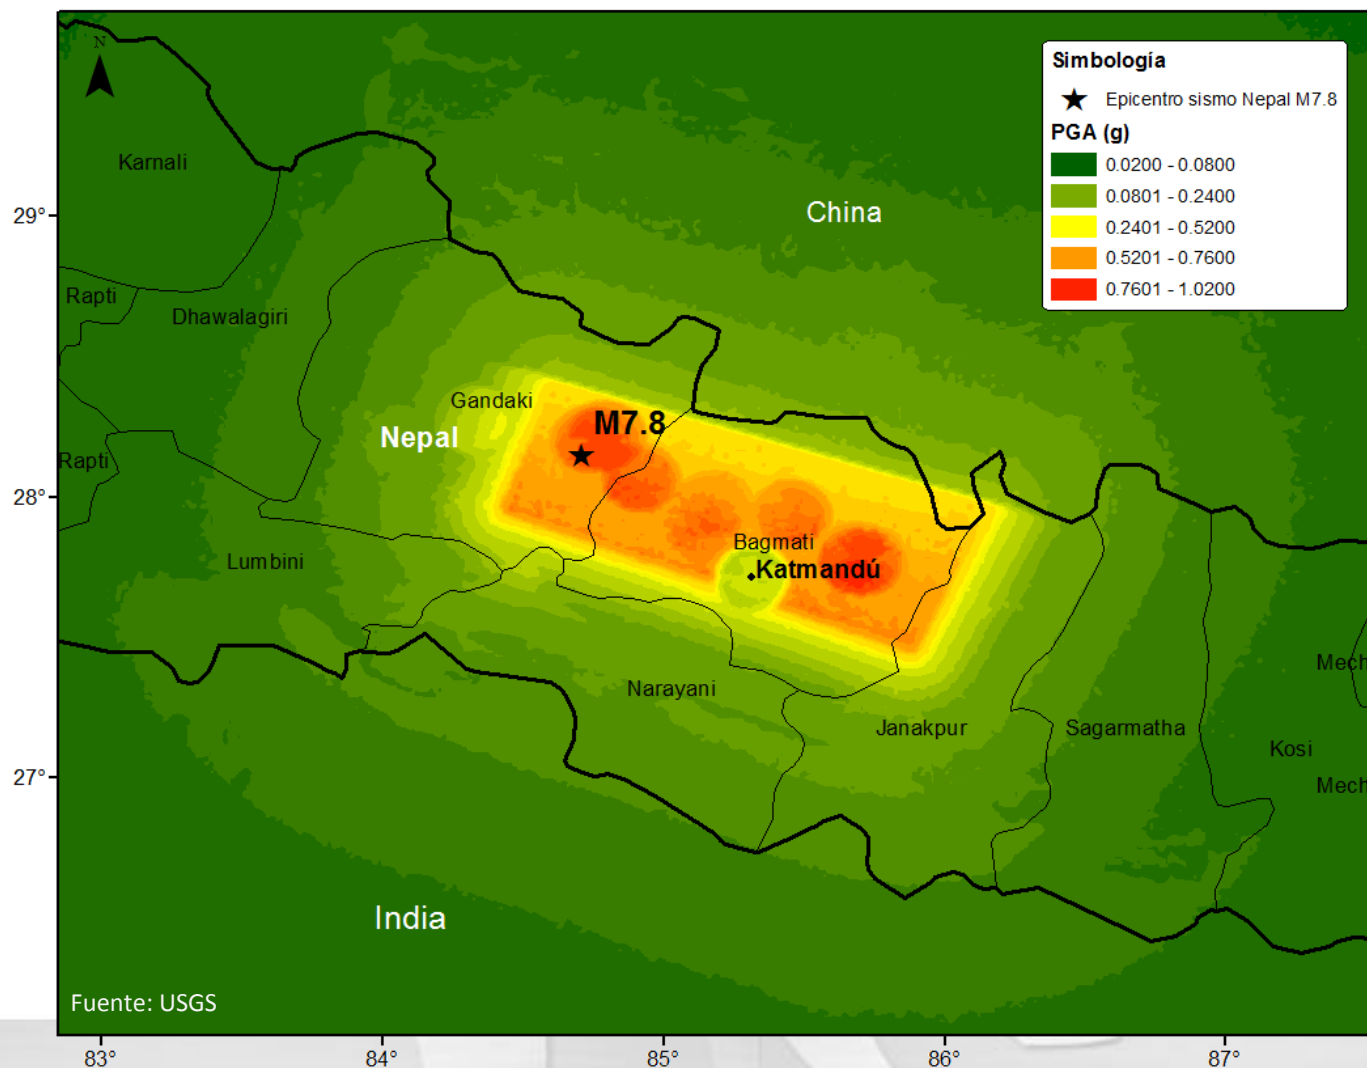 N
Simbología
Epicentro sismo Nepal M7.8
PGA (g)
0.0200 - 0.0800
0.0801 - 0.2400
0.2401 - 0.5200
0.5201 - 0.7600
0.7601 - 1.0200
Karnali
29°
China
Rapti
Dhawalagiri
Gandaki
M7.8
Nepal
Rapti
28°
Bagmati
Lumbini
Katmandú
Mech
Narayani
Janakpur
Sagarmatha
Kosi
27°
Mech
India
Fuente: USGS
83°
84°
85°
86°
87°